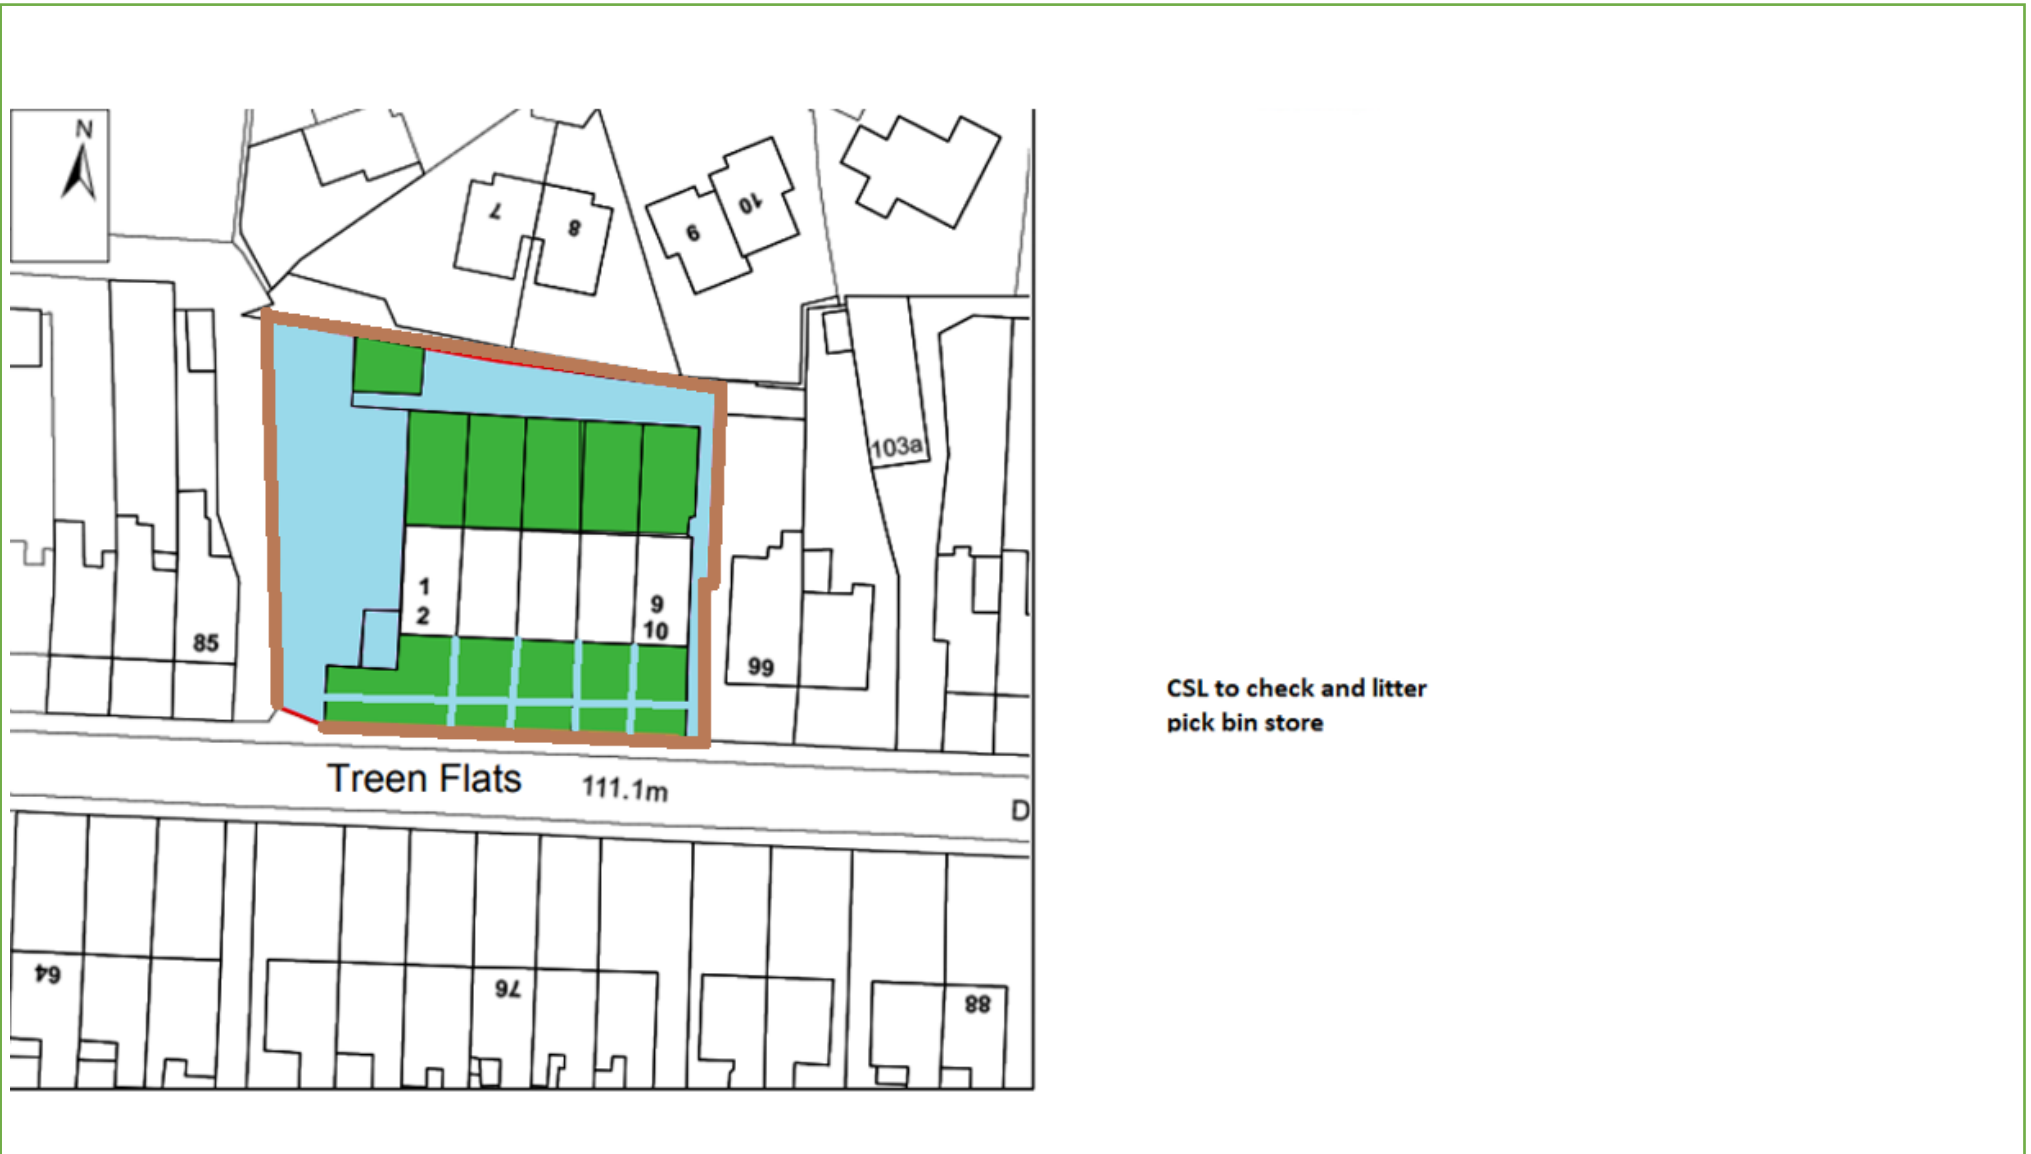 N
7
8
9
10
103a
1
2
9
10
85
99
CSL to check and litter
pick bin store
Treen Flats
111.1m
D
64
76
88